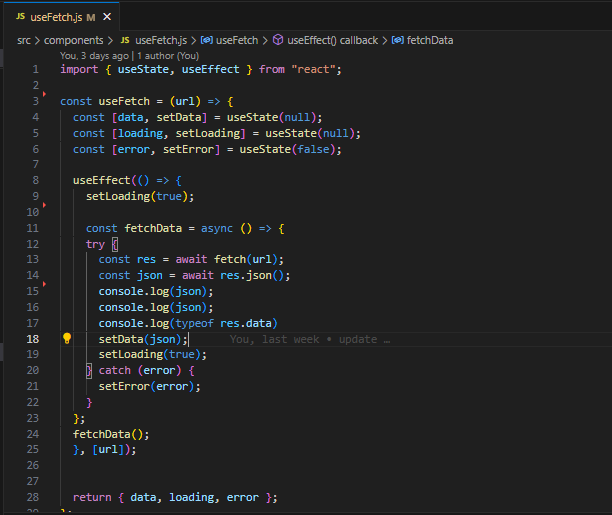 JS useFetch.js M ×
src > components > JS useFetch.js > useFetch > useEffect() callback > fetchData
You, 3 days ago | 1 author (You)
1 import { useState, useEffect } from "react";
2
3 const useFetch = (url) => {
4 const [data, setData] = useState(null);
5 const [loading, setLoading] = useState(null);
6 const [error, setError] = useState(false);
7
8 useEffect(() => {
9 setLoading(true);
10
11 const fetchData = async () => {
12 try {
13 const res = await fetch(url);
14 const json = await res.json();
15 console.log(json);
16 console.log(json);
17 console.log(typeof res.data)
18 setData(json); You, last week • update …
19 setLoading(true);
20 } catch (error) {
21 setError(error);
22 }
23 };
24 fetchData();
25 }, [url]);
26
27
28 return { data, loading, error };
29 };